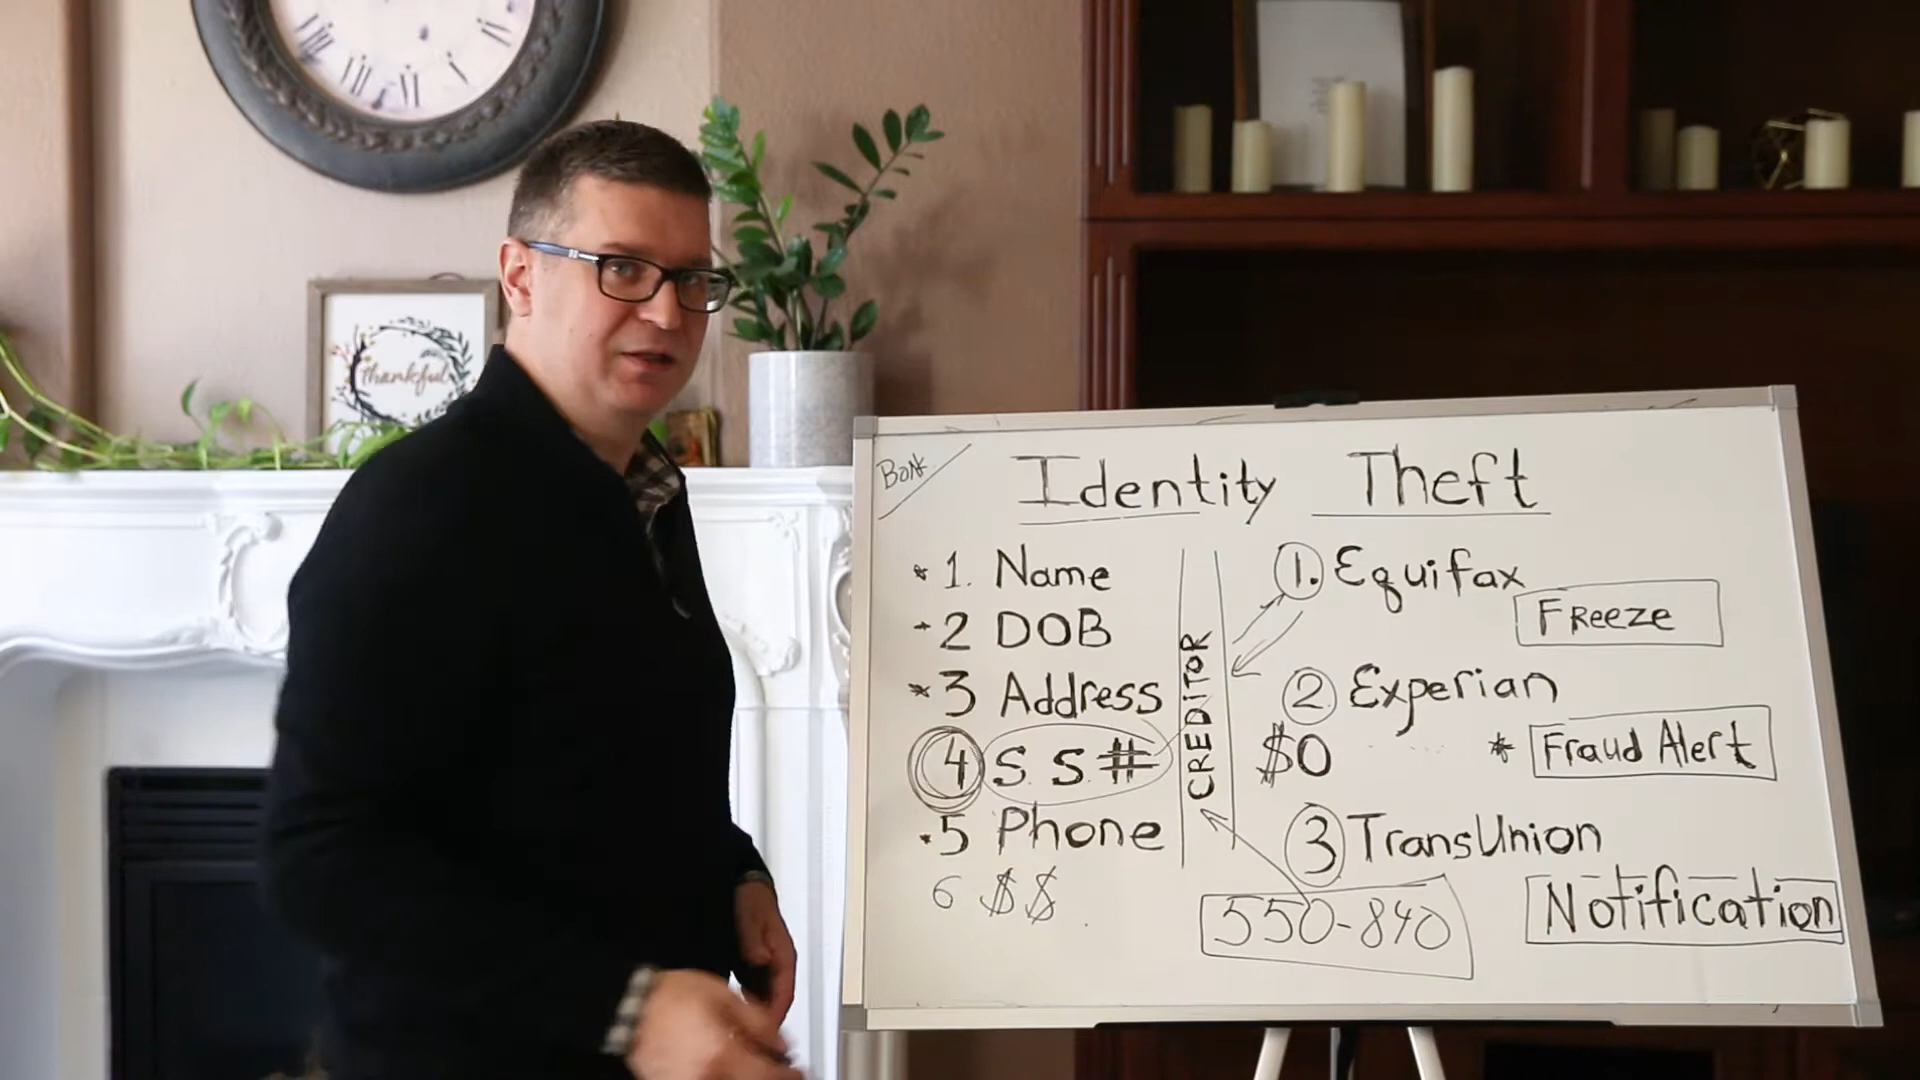 thankful
Identity Theft
* 1. Name
* 2 DOB
* 3 Address
4 S. S. #
• 5 Phone
6 $$
CREDITOR
1. Equifax
Freeze
2 Experian
$0
* Fraud Alert
3 TransUnion
Notification
550-840